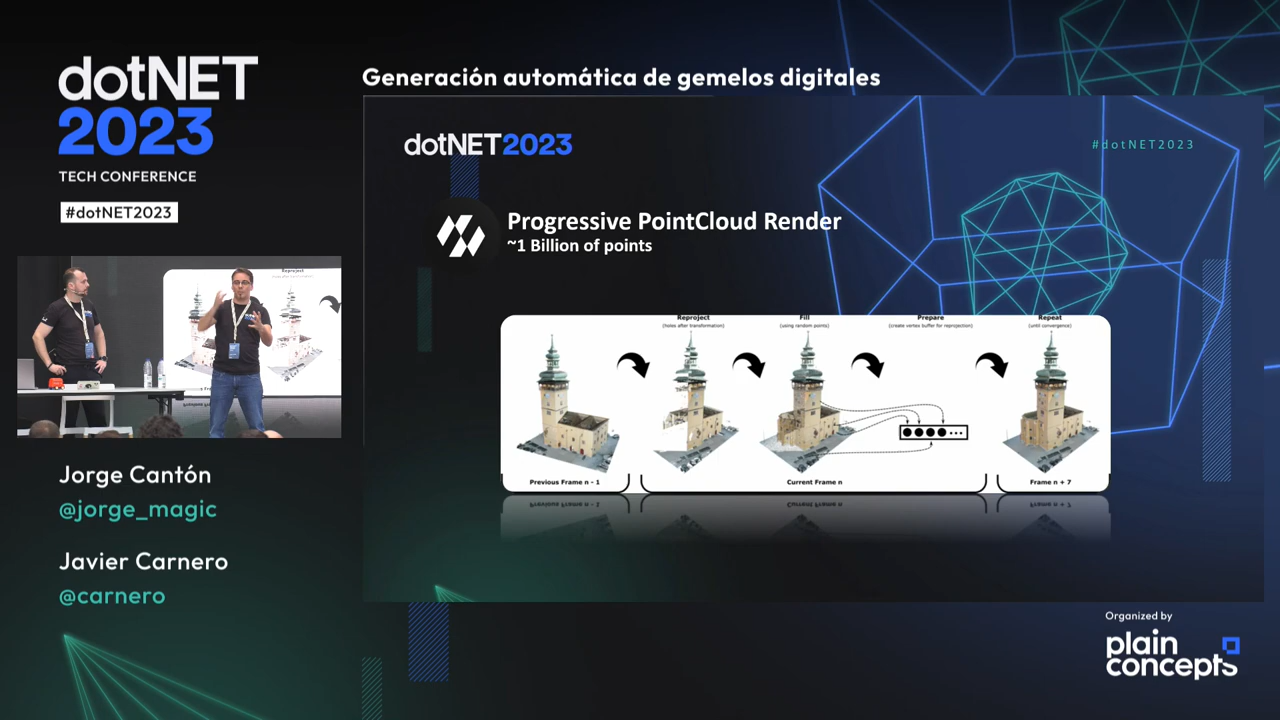 dotNET
2023
TECH CONFERENCE
#dotNET2023
Generación automática de gemelos digitales
dotNET2023
#dotNET2023
Progressive PointCloud Render
~1 Billion of points
Reproject
(holes after transformation)
Fill
(using random points)
Prepare
(create vertex buffer for reprojection)
Repeat
(until convergence)
Previous Frame n - 1
Current Frame n
Frame n + 7
Jorge Cantón
@jorge_magic
Javier Carnero
@carnero
Organized by
plain
concepts